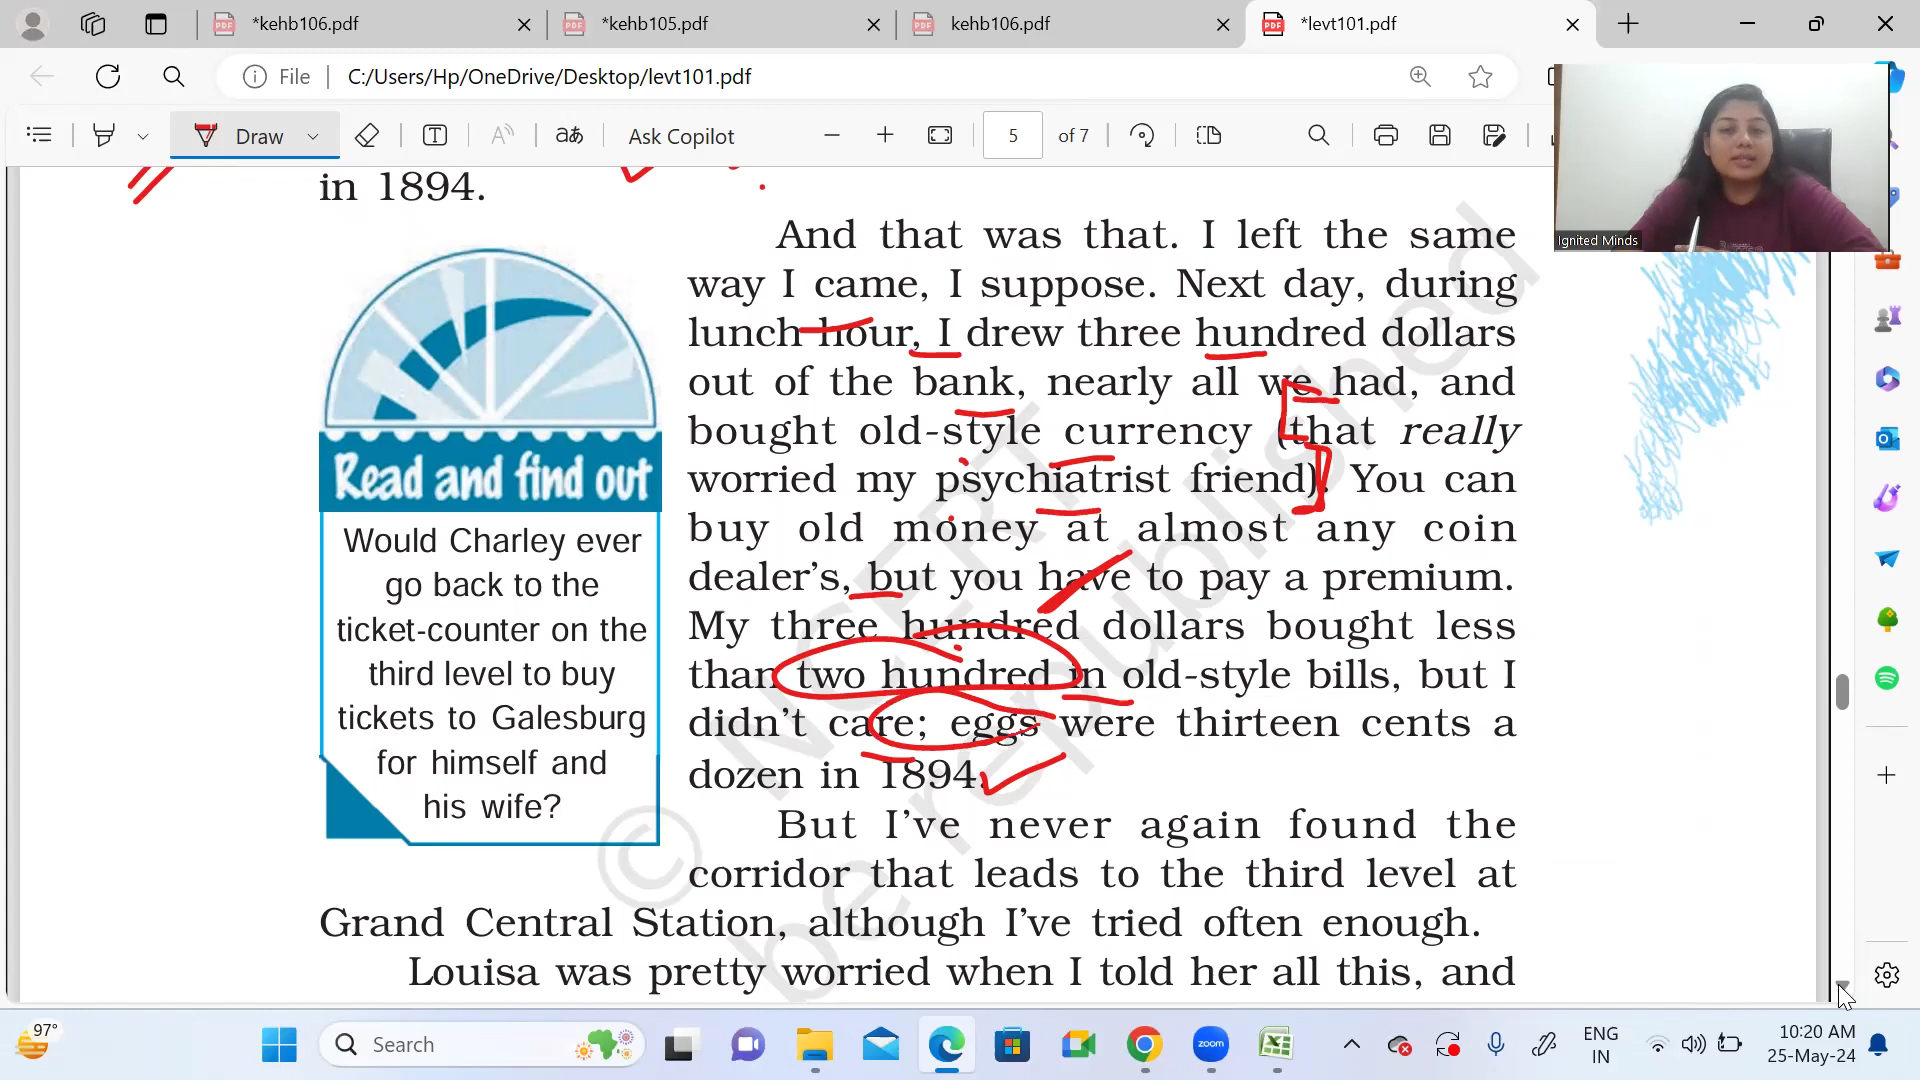 *kehb106.pdf
*kehb105.pdf
kehb106.pdf
*levt101.pdf
File
C:/Users/Hp/OneDrive/Desktop/levt101.pdf
Draw
Ask Copilot
5 of 7
Ignited Minds
in 1894.
And that was that. I left the same
way I came, I suppose. Next day, during
lunch hour, I drew three hundred dollars
out of the bank, nearly all we had, and
bought old-style currency (that really
worried my psychiatrist friend). You can
buy old money at almost any coin
dealer's, but you have to pay a premium.
My three hundred dollars bought less
than two hundred in old-style bills, but I
didn't care; eggs were thirteen cents a
dozen in 1894.
Read and find out
Would Charley ever
go back to the
ticket-counter on the
third level to buy
tickets to Galesburg
for himself and
his wife?
But I've never again found the
corridor that leads to the third level at
Grand Central Station, although I've tried often enough.
Louisa was pretty worried when I told her all this, and
© NCERT
be republished
97°
Search
zoom
ENG
IN
10:20 AM
25-May-24